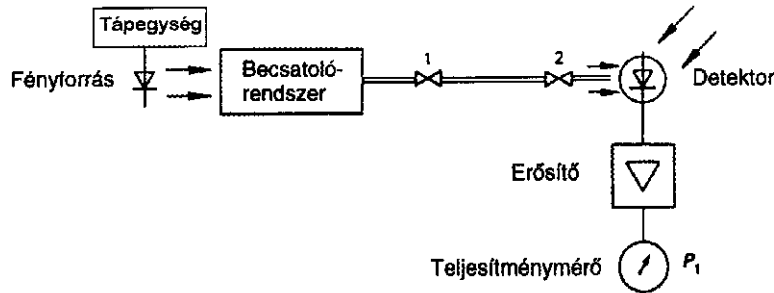 Tápegység
Fényforrás
Becsatoló-
rendszer
1
2
Detektor
Erősítő
Teljesítménymérő
P₁